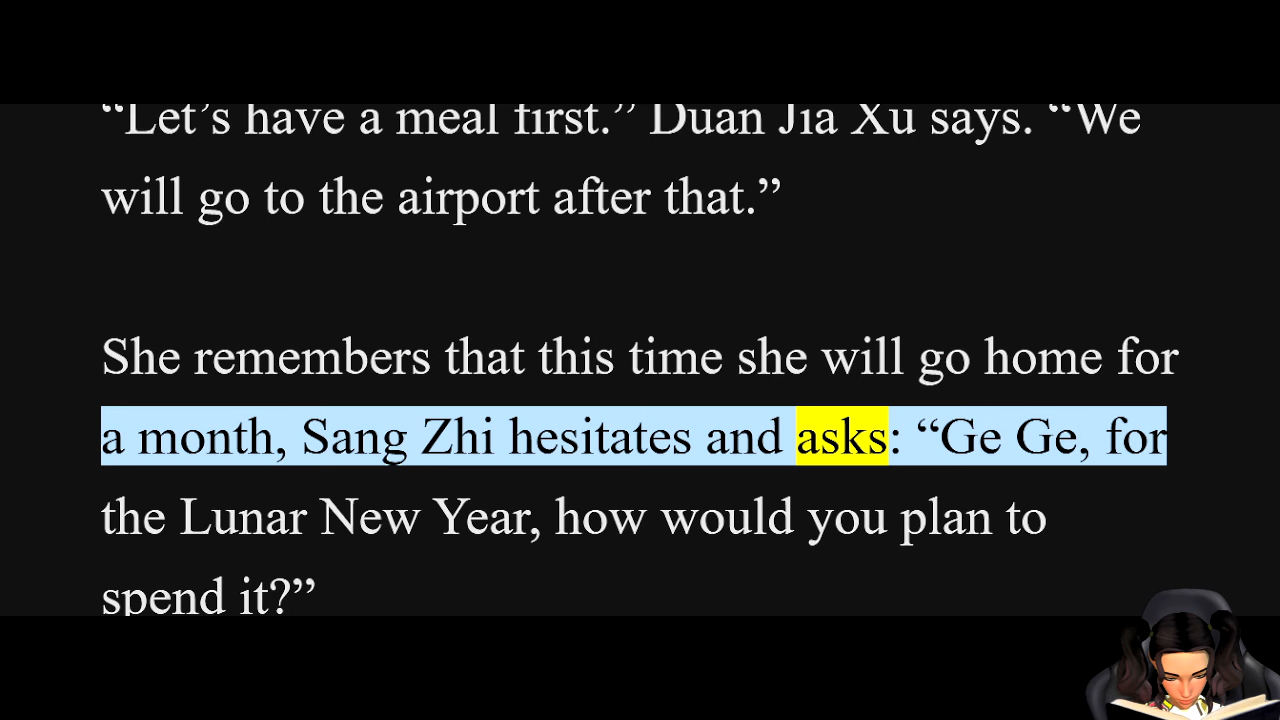 “Let’s have a meal first.” Duan Jia Xu says. “We
will go to the airport after that.”
She remembers that this time she will go home for
a month, Sang Zhi hesitates and asks: “Ge Ge, for
the Lunar New Year, how would you plan to
spend it?”